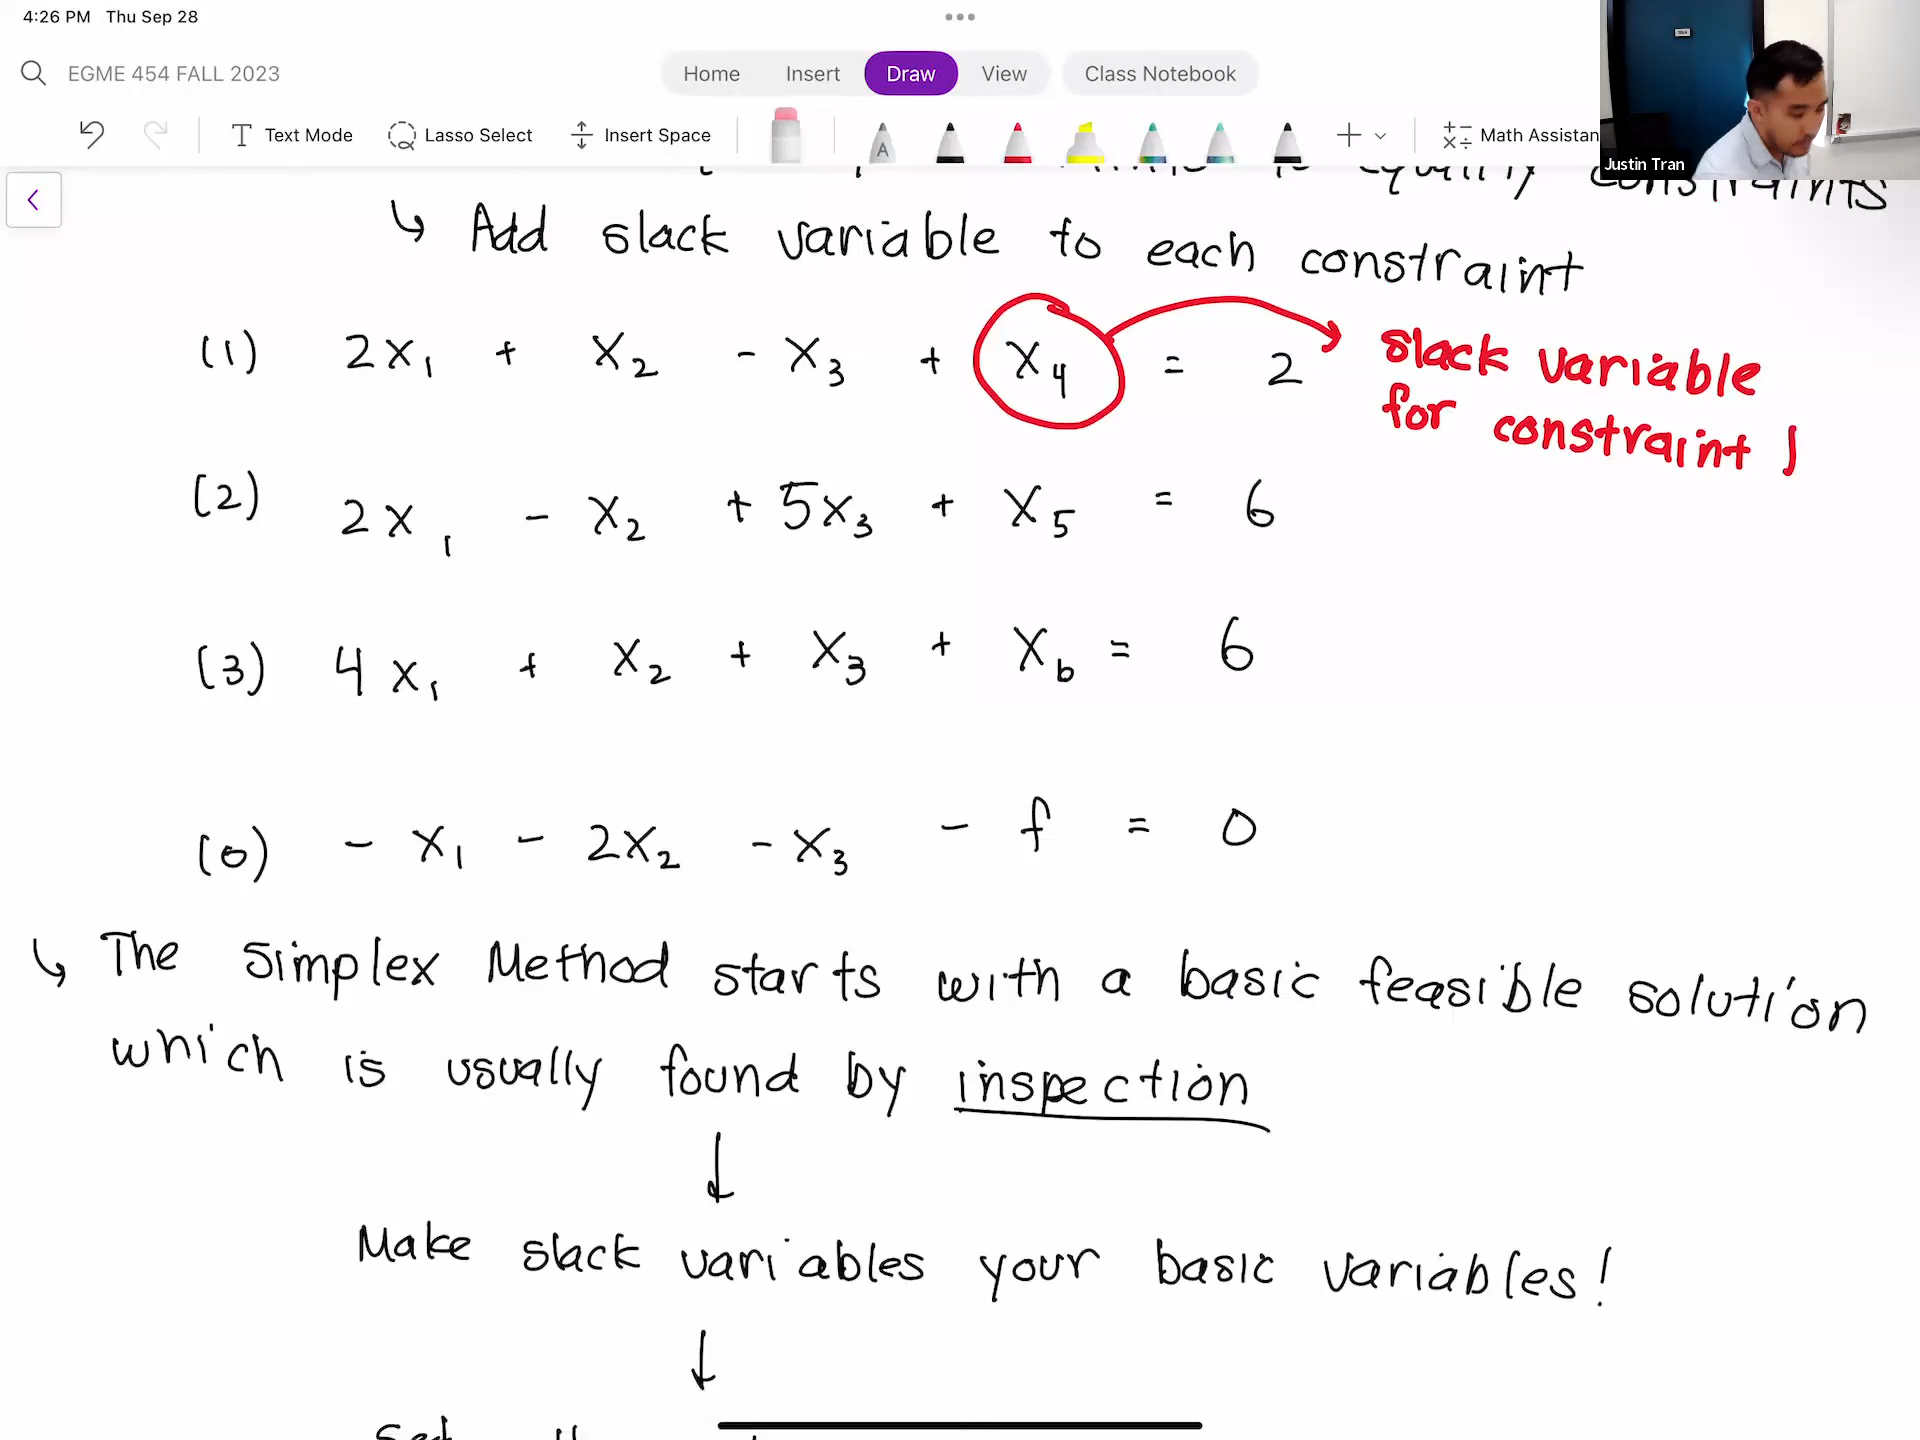 4:26 PM Thu Sep 28
EGME 454 FALL 2023
Home Insert Draw View Class Notebook
Text Mode Lasso Select Insert Space A Math Assistan
Justin Tran
equality constraints
↳ Add slack variable to each constraint
(1) 2x₁ + x₂ - x₃ + x₄ = 2
slack variable
for constraint 1
(2) 2x₁ - x₂ + 5x₃ + x₅ = 6
(3) 4x₁ + x₂ + x₃ + x₆ = 6
(0) - x₁ - 2x₂ - x₃ - f = 0
↳ The Simplex Method starts with a basic feasible solution
which is usually found by inspection
↓
Make slack variables your basic variables!
↓